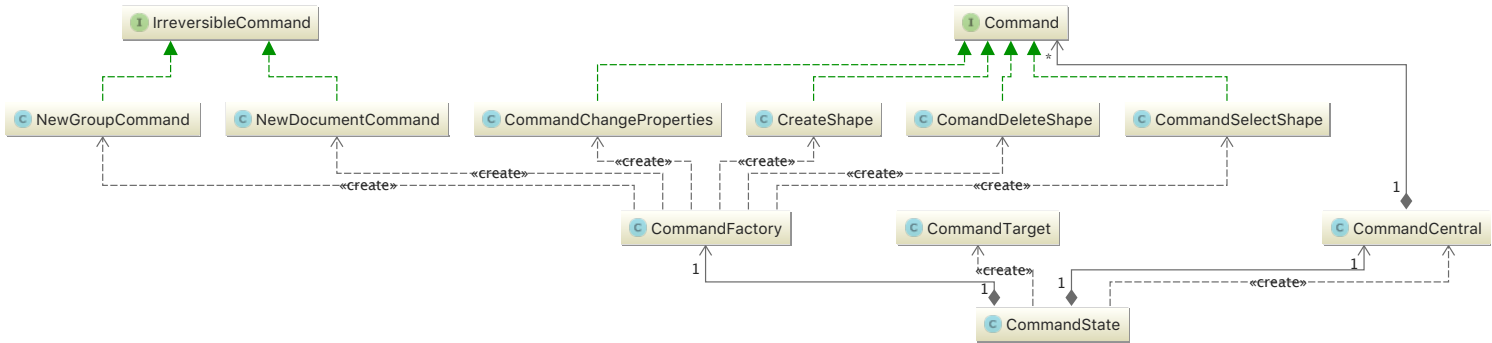 I IrreversibleCommand
I Command
*
C NewGroupCommand
C NewDocumentCommand
C CommandChangeProperties
C CreateShape
C ComandDeleteShape
C CommandSelectShape
«create»
«create»
«create»
«create»
«create»
«create»
1
C CommandFactory
C CommandTarget
C CommandCentral
1
«create»
1
1
1
«create»
C CommandState